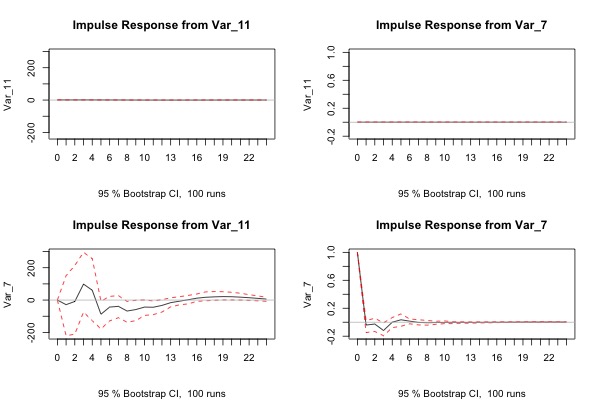 Impulse Response from Var_11
Var_11
-200 0 200
0 2 4 6 8 10 13 16 19 22
95 % Bootstrap CI, 100 runs
Impulse Response from Var_7
Var_11
-0.2 0.2 0.6 1.0
0 2 4 6 8 10 13 16 19 22
95 % Bootstrap CI, 100 runs
Impulse Response from Var_11
Var_7
-200 0 200
0 2 4 6 8 10 13 16 19 22
95 % Bootstrap CI, 100 runs
Impulse Response from Var_7
Var_7
-0.2 0.2 0.6 1.0
0 2 4 6 8 10 13 16 19 22
95 % Bootstrap CI, 100 runs